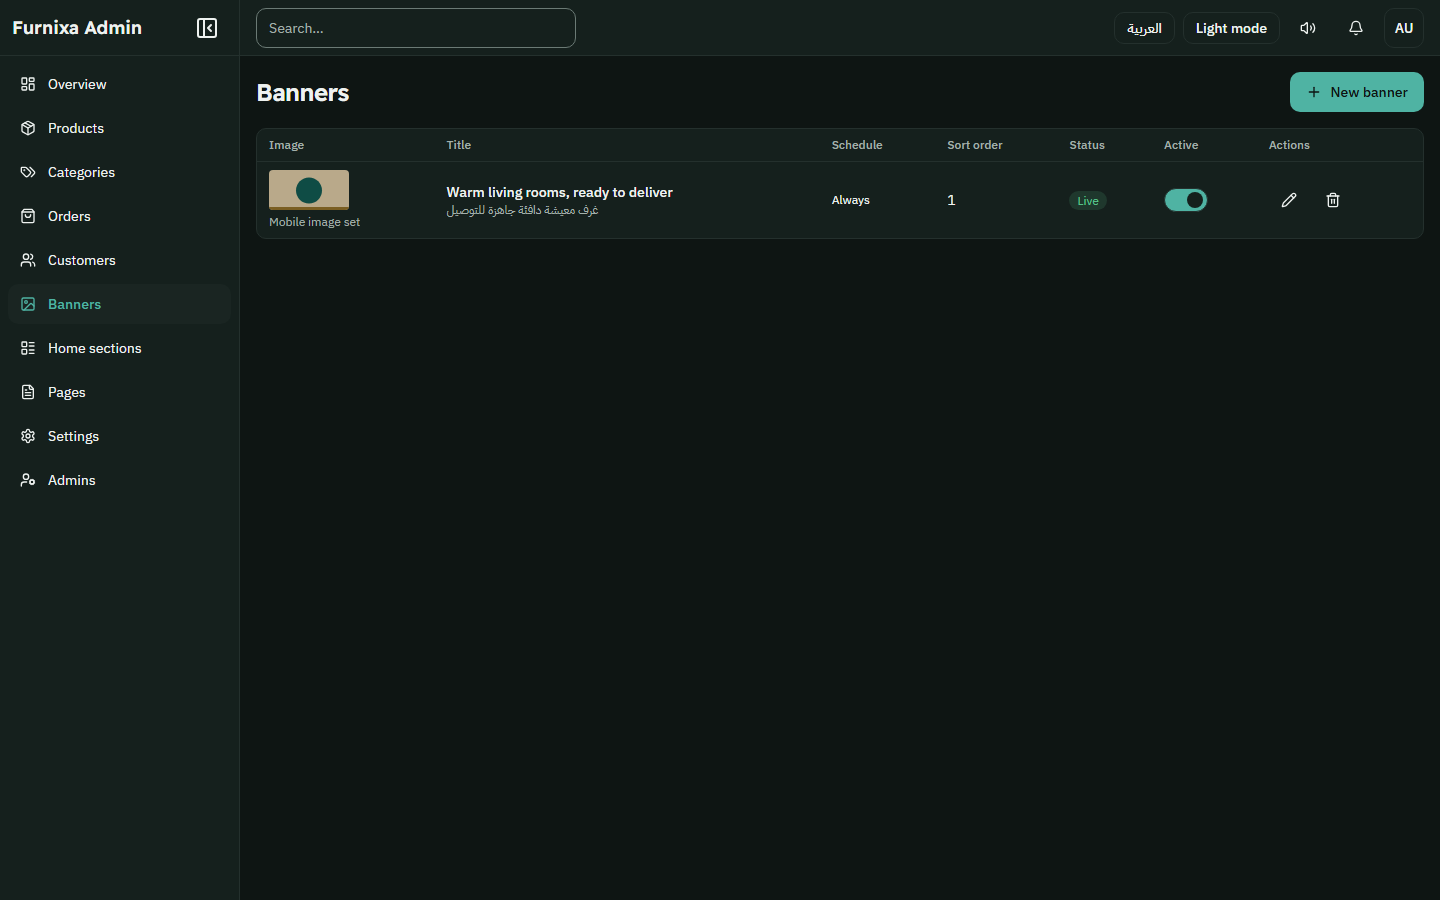 Furnixa Admin
Search...
العربية
Light mode
AU
Overview
Products
Categories
Orders
Customers
Banners
Home sections
Pages
Settings
Admins
Banners
New banner
Image
Title
Schedule
Sort order
Status
Active
Actions
Warm living rooms, ready to deliver
غرف معيشة دافئة جاهزة للتوصيل
Mobile image set
Always
1
Live